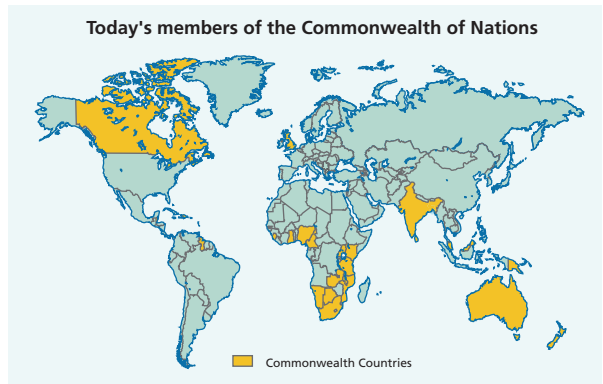 Today's members of the Commonwealth of Nations
Commonwealth Countries